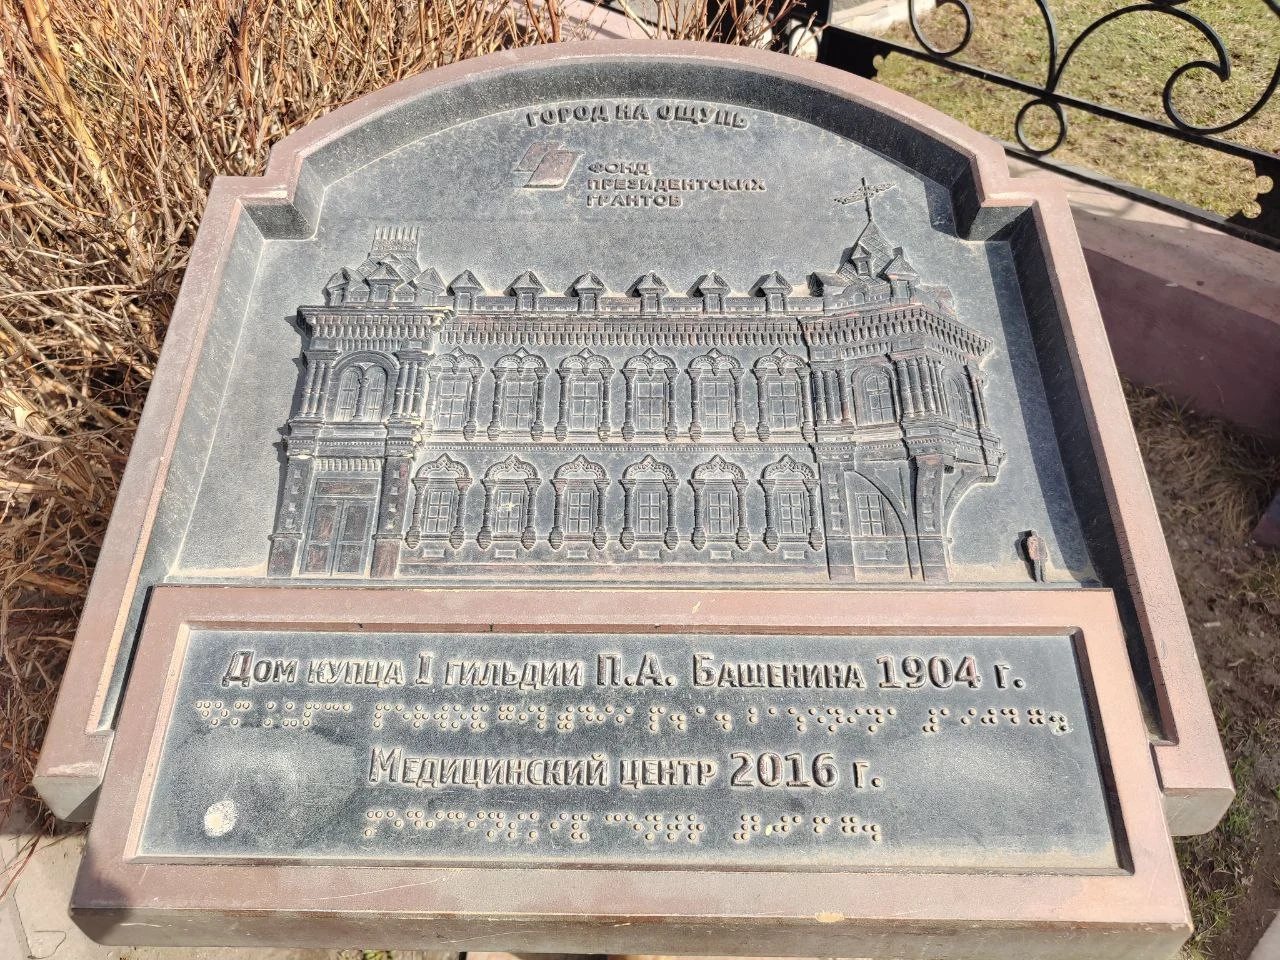 ГОРОД НА ОЩУПЬ
ФОНД
ПРЕЗИДЕНТСКИХ
ГРАНТОВ
Дом купца I гильдии П.А. Башенина 1904 г.
Медицинский центр 2016 г.